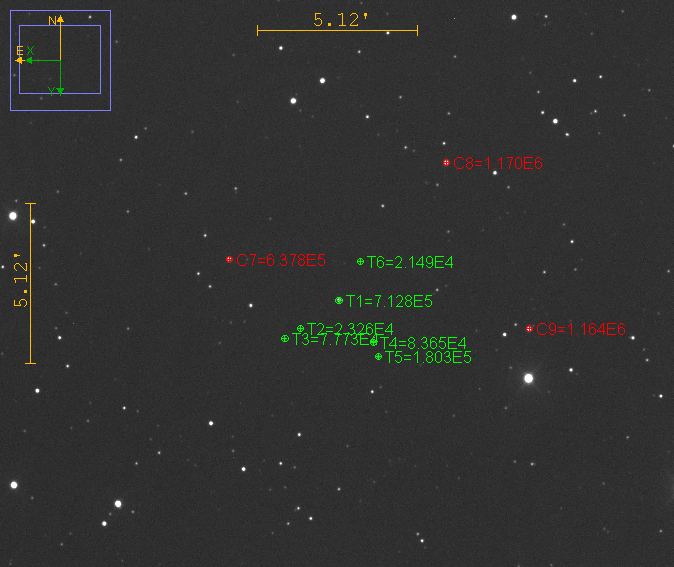 5.12'
N
E X
Y
C8=1.170E6
5.12'
C7=6.378E5
T6=2.149E4
T1=7.128E5
T2=2.326E4
C9=1.164E6
T3=7.773E4
T4=8.365E4
T5=1.803E5